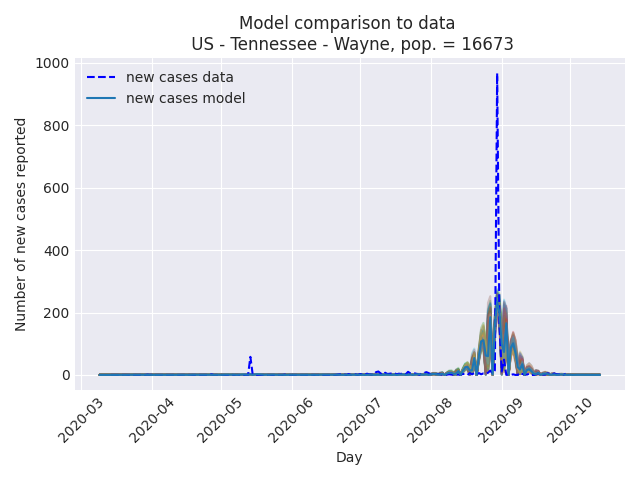 Model comparison to data
US - Tennessee - Wayne, pop. = 16673
1000
800
600
400
200
0
Number of new cases reported
new cases data
new cases model
2020-03
2020-04
2020-05
2020-06
2020-07
2020-08
2020-09
2020-10
Day